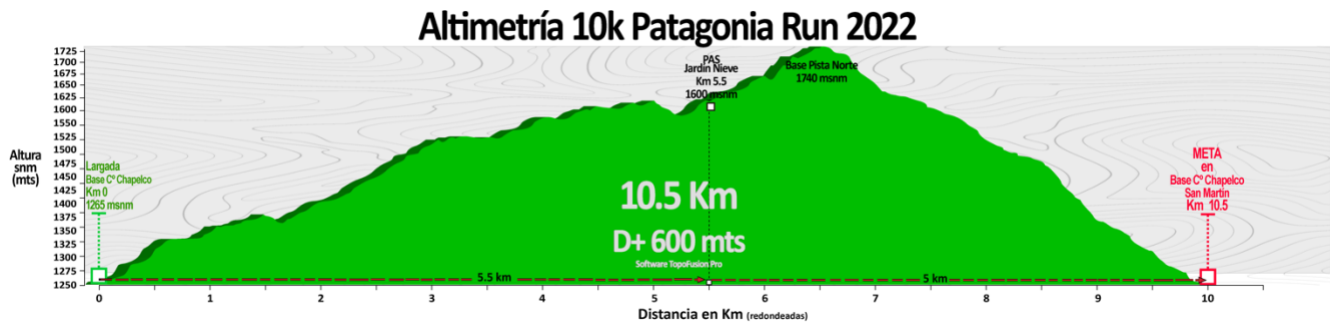 Altimetría 10k Patagonia Run 2022
1725
1700
1675
1650
1625
1600
1550
1525
1500
1475
1450
1425
1400
1375
1350
1325
1300
1275
1250
Altura
snm
(mts)
Largada
Base Cº Chapelco
Km 0
1265 msnm
PAS
Jardín Nieve
Km 5.5
1600 msnm
Base Pista Norte
1740 msnm
META
en
Base Cº Chapelco
San Martin
Km 10.5
10.5 Km
D+ 600 mts
Software TopoFusion Pro
5.5 km
5 km
0 1 2 3 4 5 6 7 8 9 10
Distancia en Km (redondeadas)